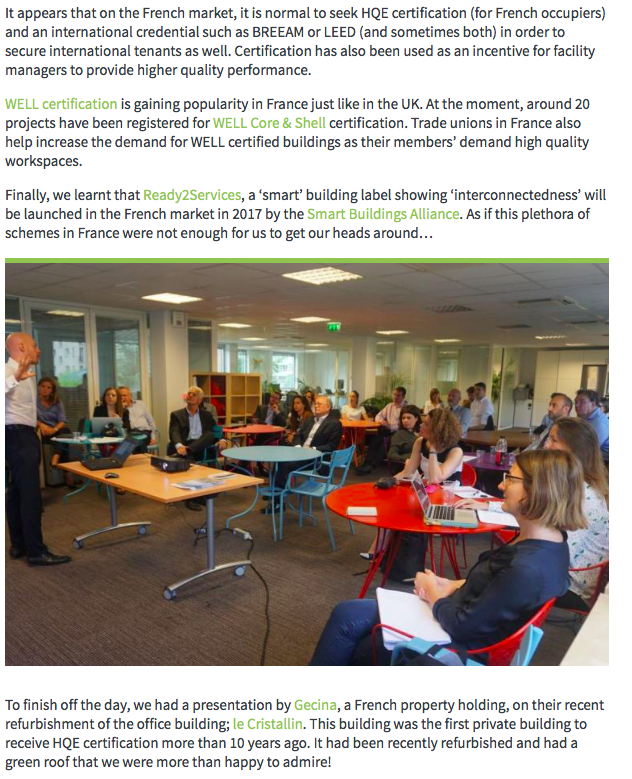 It appears that on the French market, it is normal to seek HQE certification (for French occupiers)
and an international credential such as BREEAM or LEED (and sometimes both) in order to
secure international tenants as well. Certification has also been used as an incentive for facility
managers to provide higher quality performance.
WELL certification is gaining popularity in France just like in the UK. At the moment, around 20
projects have been registered for WELL Core & Shell certification. Trade unions in France also
help increase the demand for WELL certified buildings as their members’ demand high quality
workspaces.
Finally, we learnt that Ready2Services, a ‘smart’ building label showing ‘interconnectedness’ will
be launched in the French market in 2017 by the Smart Buildings Alliance. As if this plethora of
schemes in France were not enough for us to get our heads around…
To finish off the day, we had a presentation by Gecina, a French property holding, on their recent
refurbishment of the office building; le Cristallin. This building was the first private building to
receive HQE certification more than 10 years ago. It had been recently refurbished and had a
green roof that we were more than happy to admire!